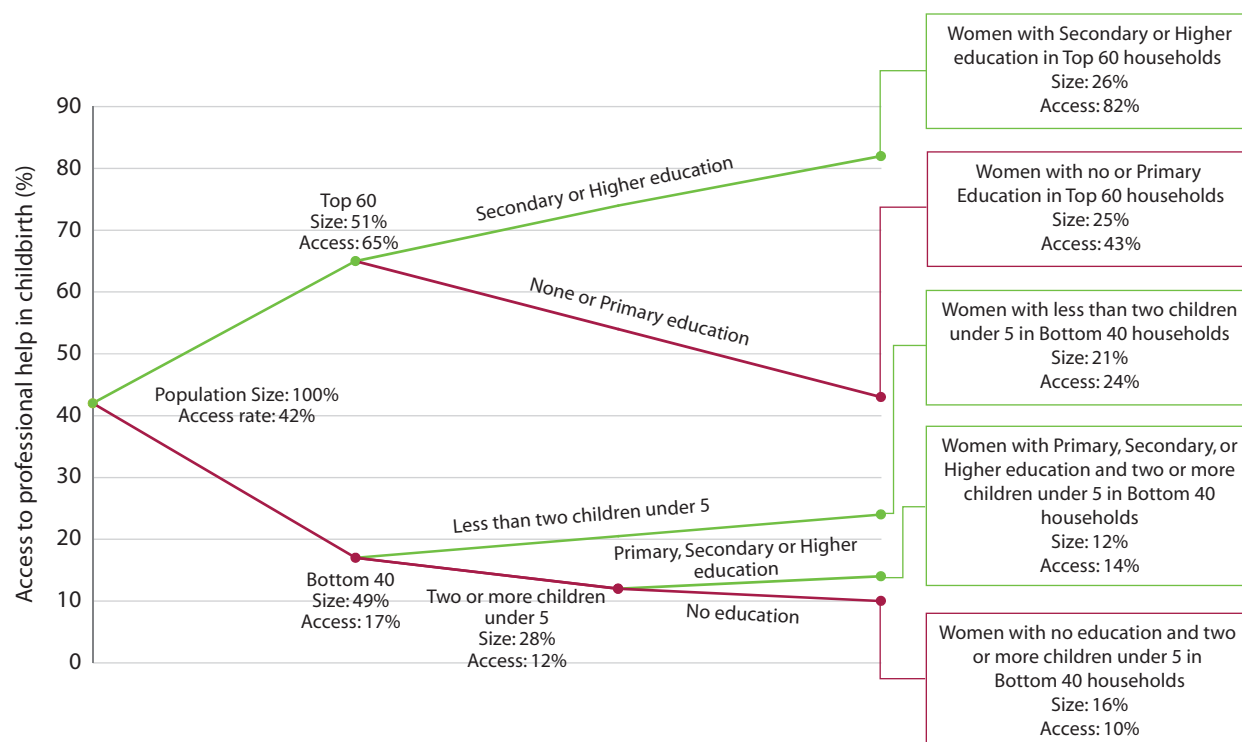 Access to professional help in childbirth (%)
90
80
70
60
50
40
30
20
10
0
Population Size: 100%
Access rate: 42%
Top 60
Size: 51%
Access: 65%
Secondary or Higher education
None or Primary education
Bottom 40
Size: 49%
Access: 17%
Less than two children under 5
Two or more children
under 5
Size: 28%
Access: 12%
Primary, Secondary or Higher
education
No education
Women with Secondary or Higher
education in Top 60 households
Size: 26%
Access: 82%
Women with no or Primary
Education in Top 60 households
Size: 25%
Access: 43%
Women with less than two children
under 5 in Bottom 40 households
Size: 21%
Access: 24%
Women with Primary, Secondary, or
Higher education and two or more
children under 5 in Bottom 40
households
Size: 12%
Access: 14%
Women with no education and two
or more children under 5 in
Bottom 40 households
Size: 16%
Access: 10%